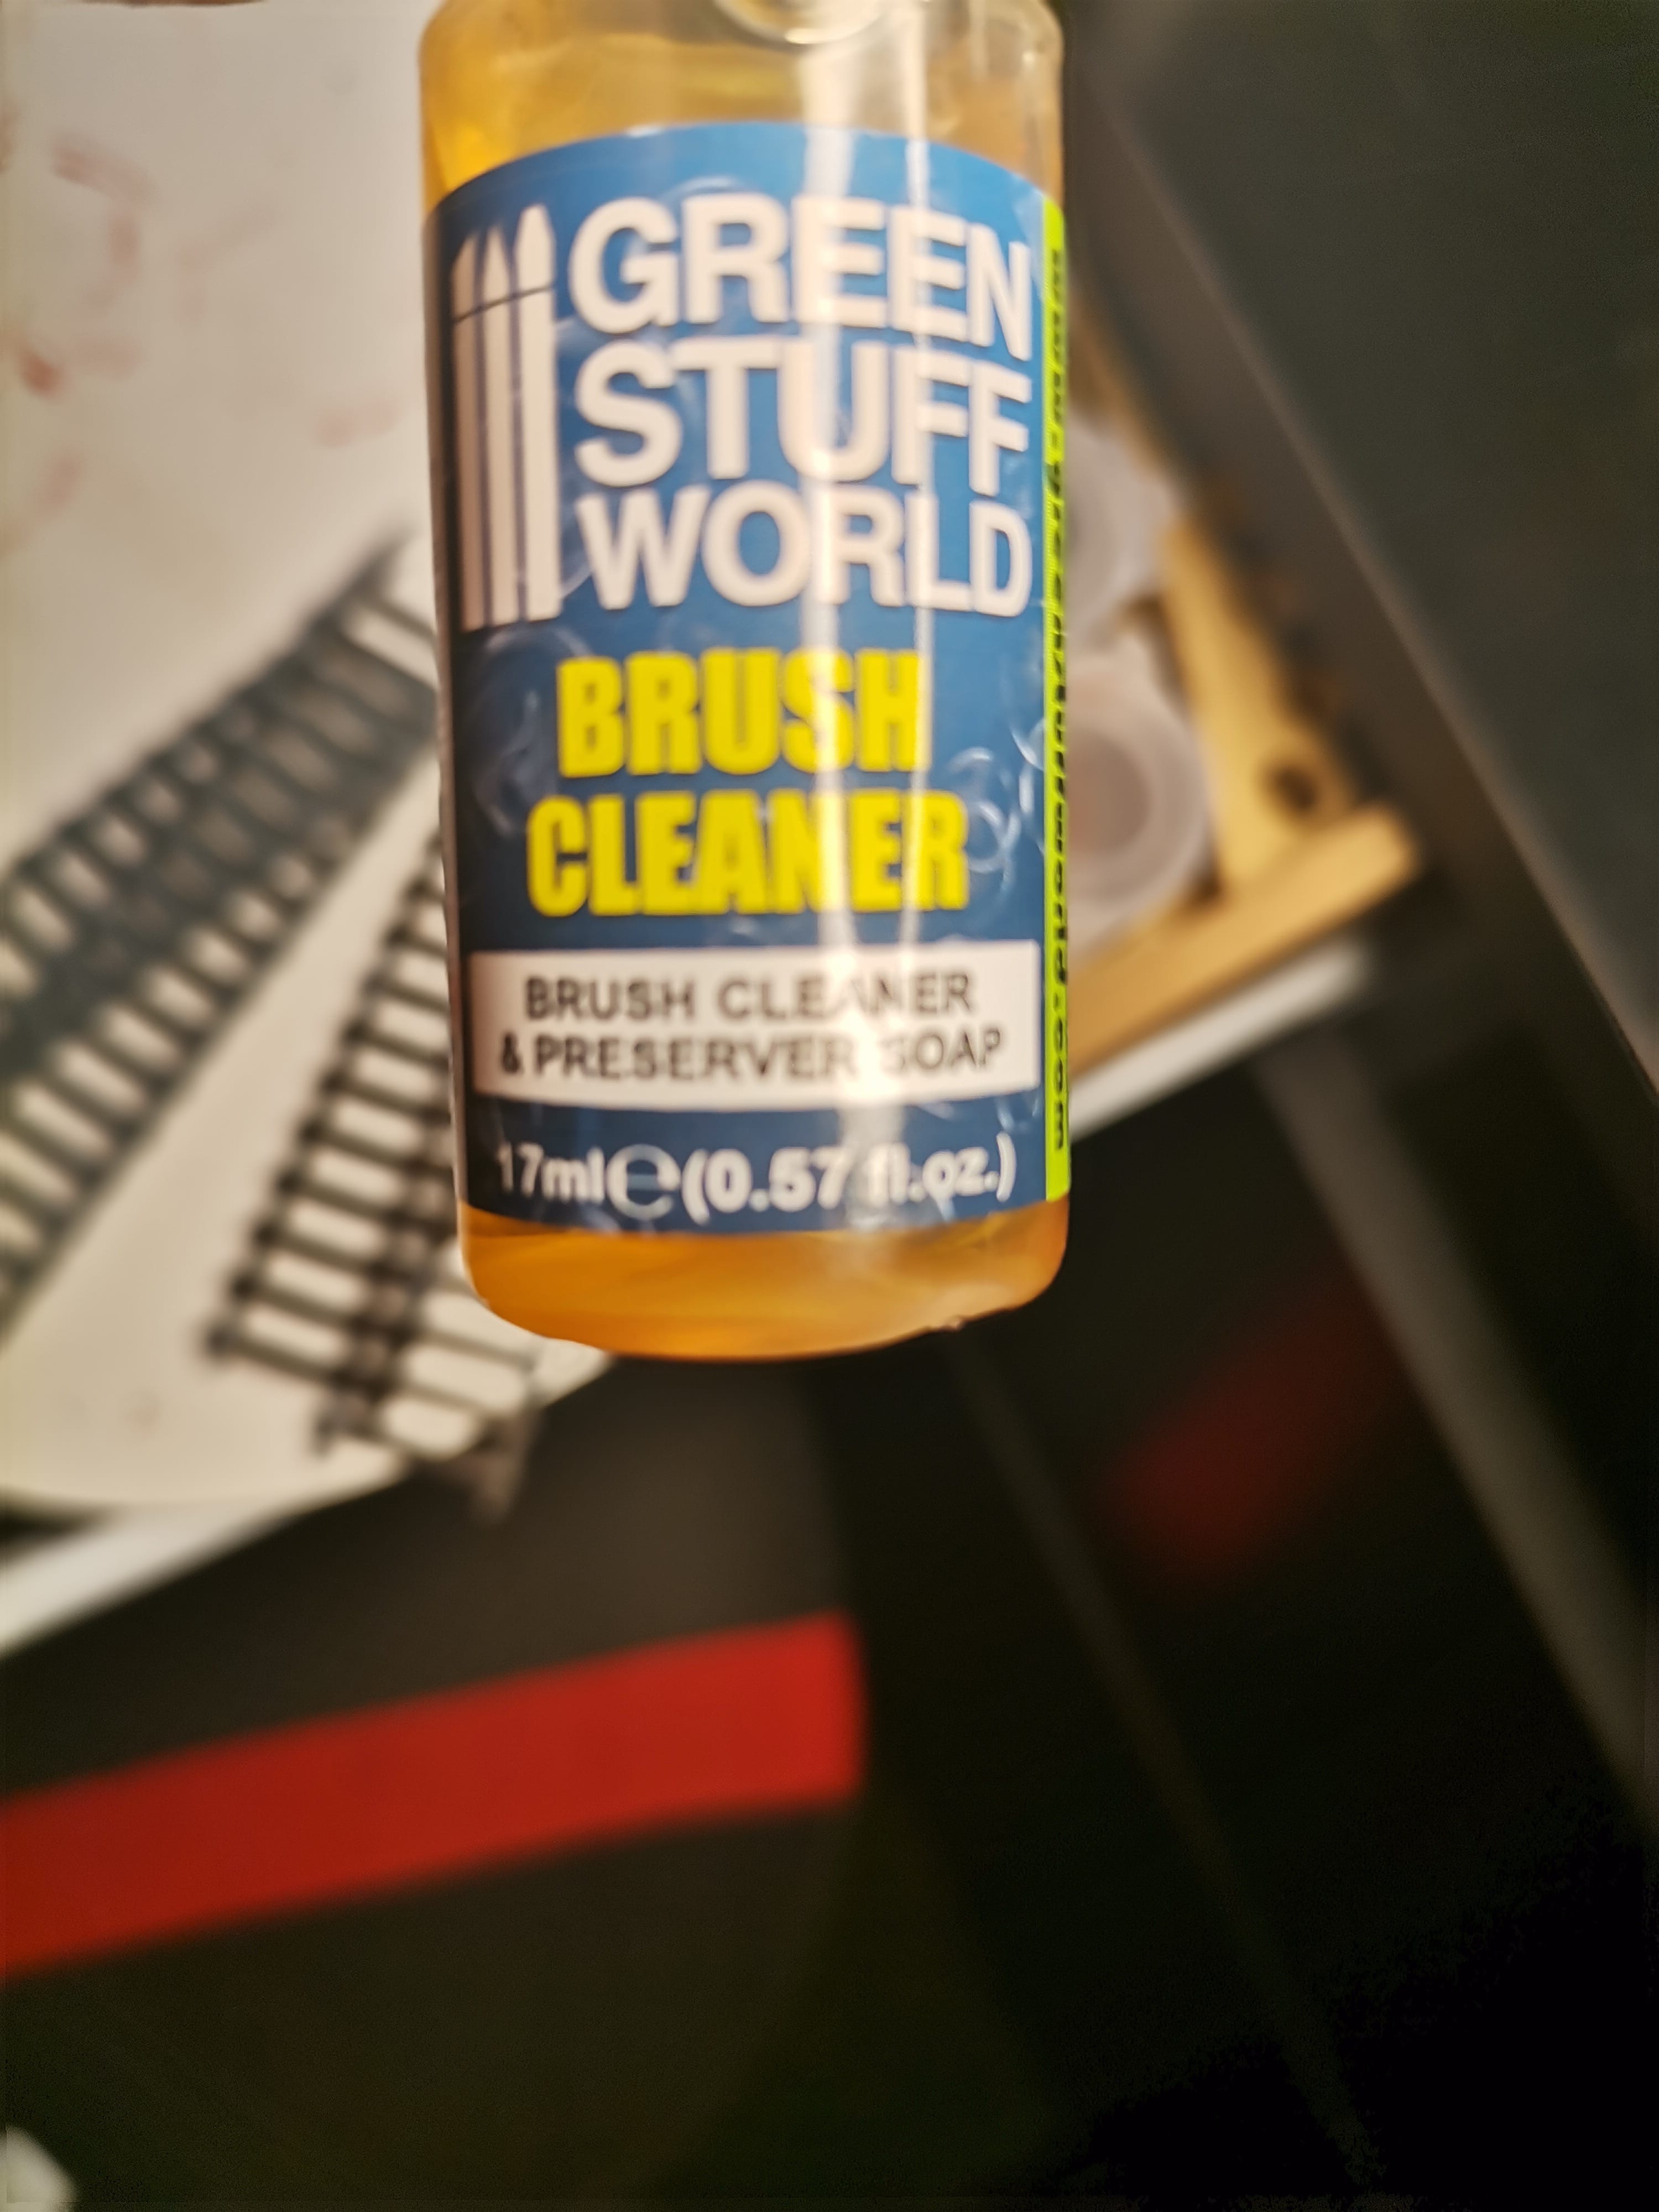 GREEN
STUFF
WORLD
BRUSH
CLEANER
BRUSH CLEANER
& PRESERVER SOAP
17ml℮(0.57 fl.oz.)